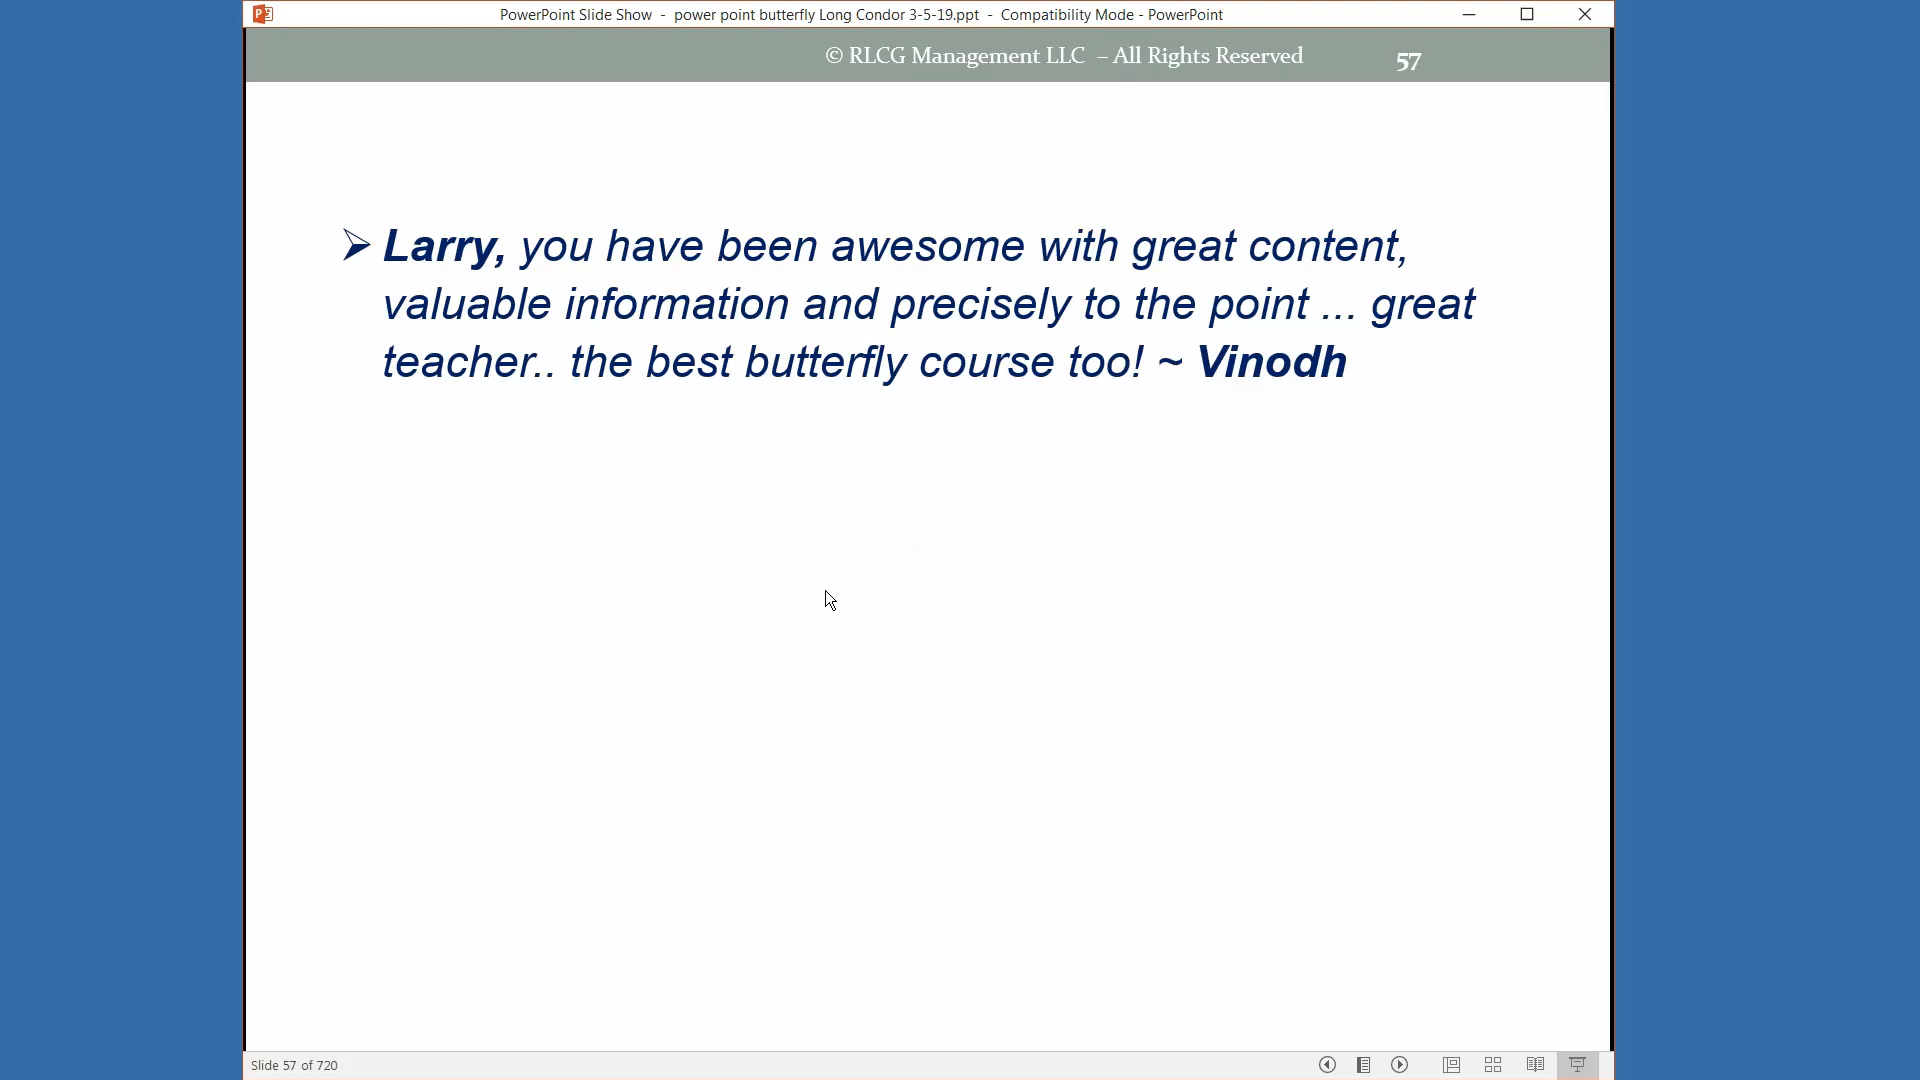 PowerPoint Slide Show - power point butterfly Long Condor 3-5-19.ppt - Compatibility Mode - PowerPoint
© RLCG Management LLC – All Rights Reserved 57
Larry, you have been awesome with great content,
valuable information and precisely to the point ... great
teacher.. the best butterfly course too! ~ Vinodh
Slide 57 of 720